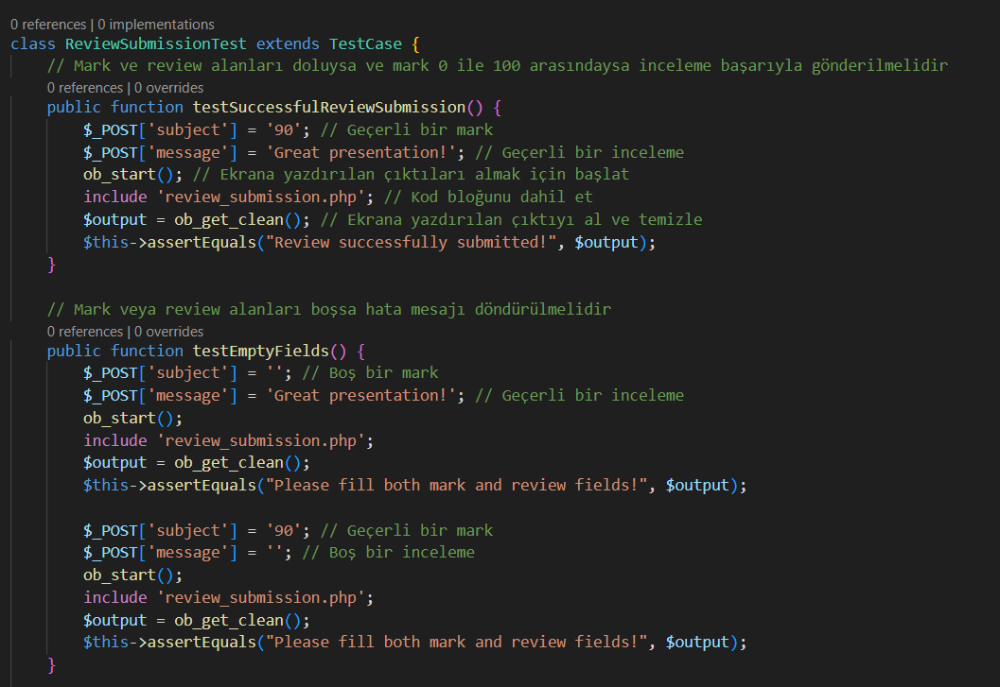 0 references | 0 implementations
class ReviewSubmissionTest extends TestCase {
// Mark ve review alanları doluysa ve mark 0 ile 100 arasındaysa inceleme başarıyla gönderilmelidir
0 references | 0 overrides
public function testSuccessfulReviewSubmission() {
$_POST['subject'] = '90'; // Geçerli bir mark
$_POST['message'] = 'Great presentation!'; // Geçerli bir inceleme
ob_start(); // Ekrana yazdırılan çıktıları almak için başlat
include 'review_submission.php'; // Kod bloğunu dahil et
$output = ob_get_clean(); // Ekrana yazdırılan çıktıyı al ve temizle
$this->assertEquals("Review successfully submitted!", $output);
}
// Mark veya review alanları boşsa hata mesajı döndürülmelidir
0 references | 0 overrides
public function testEmptyFields() {
$_POST['subject'] = ''; // Boş bir mark
$_POST['message'] = 'Great presentation!'; // Geçerli bir inceleme
ob_start();
include 'review_submission.php';
$output = ob_get_clean();
$this->assertEquals("Please fill both mark and review fields!", $output);
$_POST['subject'] = '90'; // Geçerli bir mark
$_POST['message'] = ''; // Boş bir inceleme
ob_start();
include 'review_submission.php';
$output = ob_get_clean();
$this->assertEquals("Please fill both mark and review fields!", $output);
}